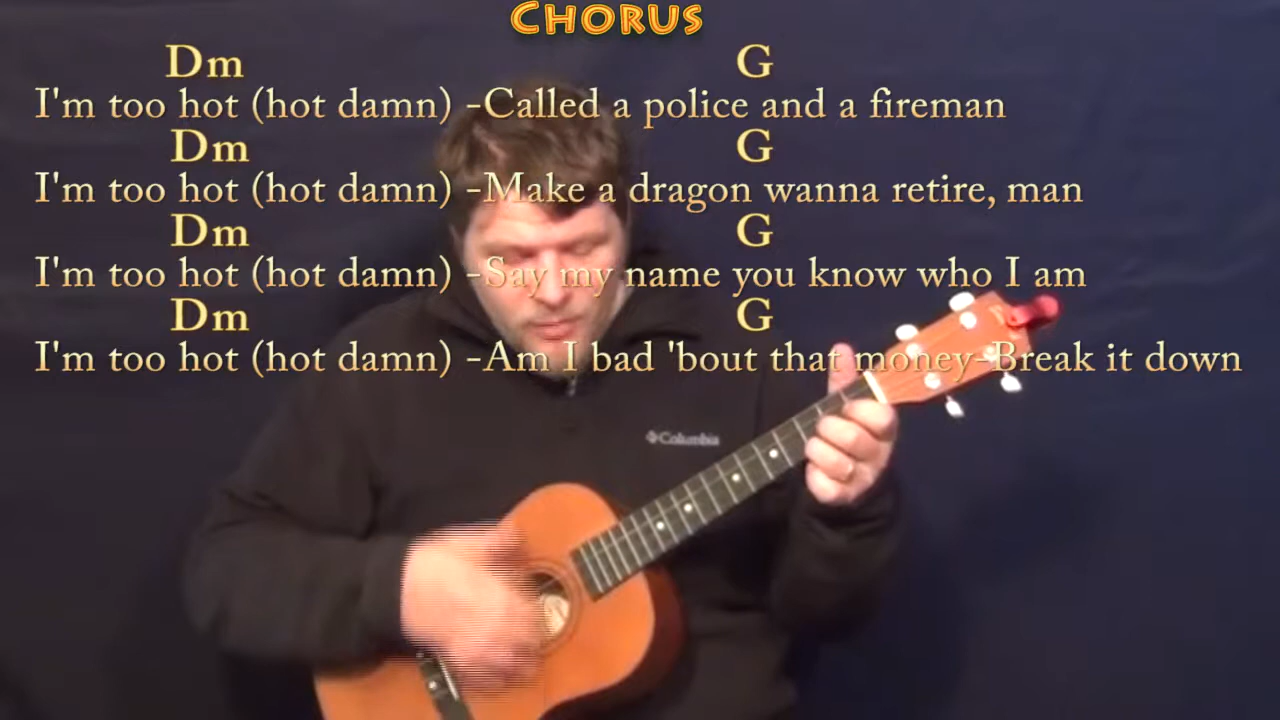 CHORUS
Dm G
I'm too hot (hot damn) -Called a police and a fireman
Dm G
I'm too hot (hot damn) -Make a dragon wanna retire, man
Dm G
I'm too hot (hot damn) -Say my name you know who I am
Dm G
I'm too hot (hot damn) -Am I bad 'bout that money-Break it down
Columbia